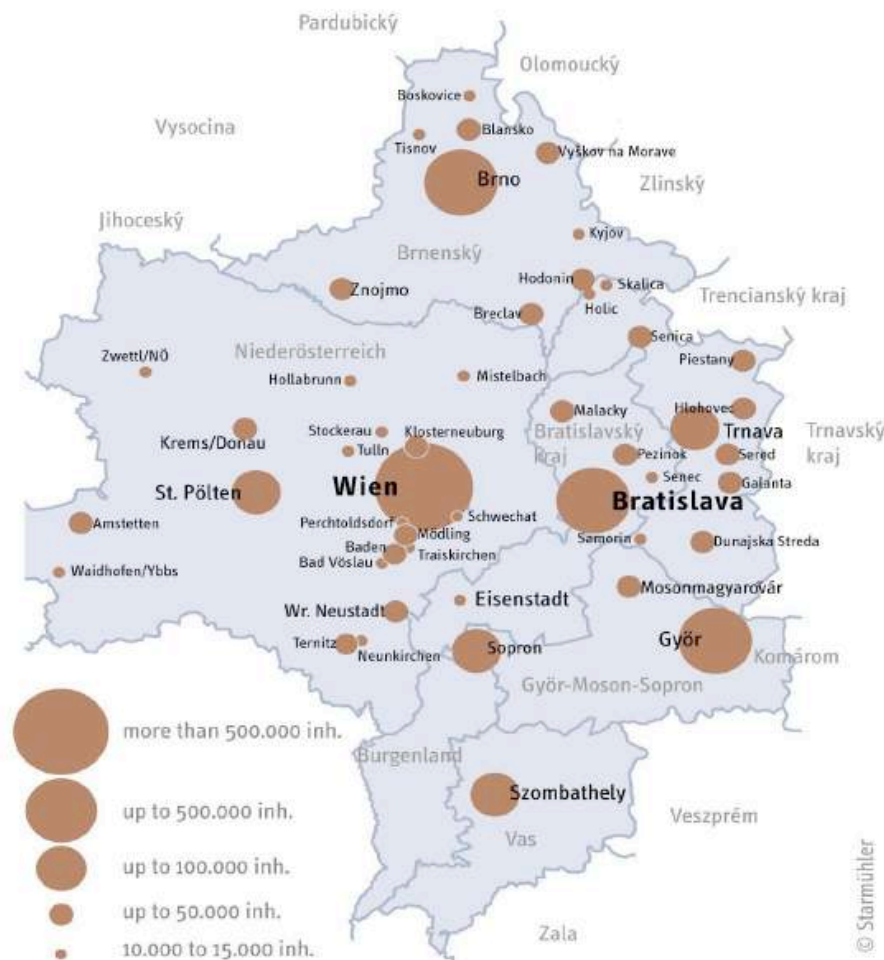 Pardubický
Olomoucký
Boskovice
Vysocina
Blansko
Tisnov
Vyškov na Morave
Brno
Zlinský
Jihoceský
Kyjov
Brnenský
Hodonin
Skalica
Znojmo
Holic
Trencianský kraj
Breclav
Senica
Zwettl/NÖ
Niederösterreich
Piestany
Hollabrunn
Mistelbach
Malacky
Hlohovec
Stockerau
Klosterneuburg
Krems/Donau
Bratislavský
kraj
Trnava
Trnavský
kraj
Tulln
Pezinok
Sered
Wien
Senec
Galanta
St. Pölten
Bratislava
Amstetten
Perchtoldsdorf
Schwechat
Mödling
Samorin
Dunajska Streda
Baden
Traiskirchen
Bad Vöslau
Waidhofen/Ybbs
Mosonmagyarovár
Eisenstadt
Wr. Neustadt
Ternitz
Neunkirchen
Sopron
Györ
Komárom
Györ-Moson-Sopron
more than 500.000 inh.
Burgenland
up to 500.000 inh.
Szombathely
Veszprém
Vas
up to 100.000 inh.
up to 50.000 inh.
Zala
10.000 to 15.000 inh.
© Starmühler